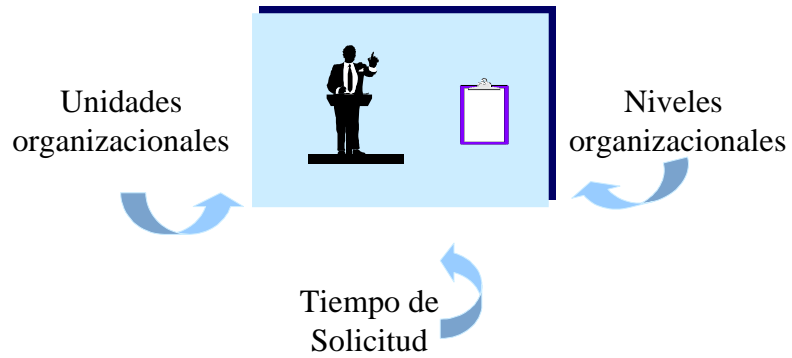 Unidades
organizacionales
Niveles
organizacionales
Tiempo de
Solicitud